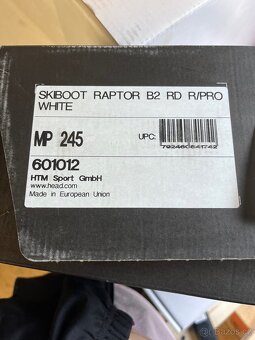 SKIBOOT RAPTOR B2 RD R/PRO
WHITE
MP 245
UPC:
601012
HTM Sport GmbH
www.head.com
Made in European Union